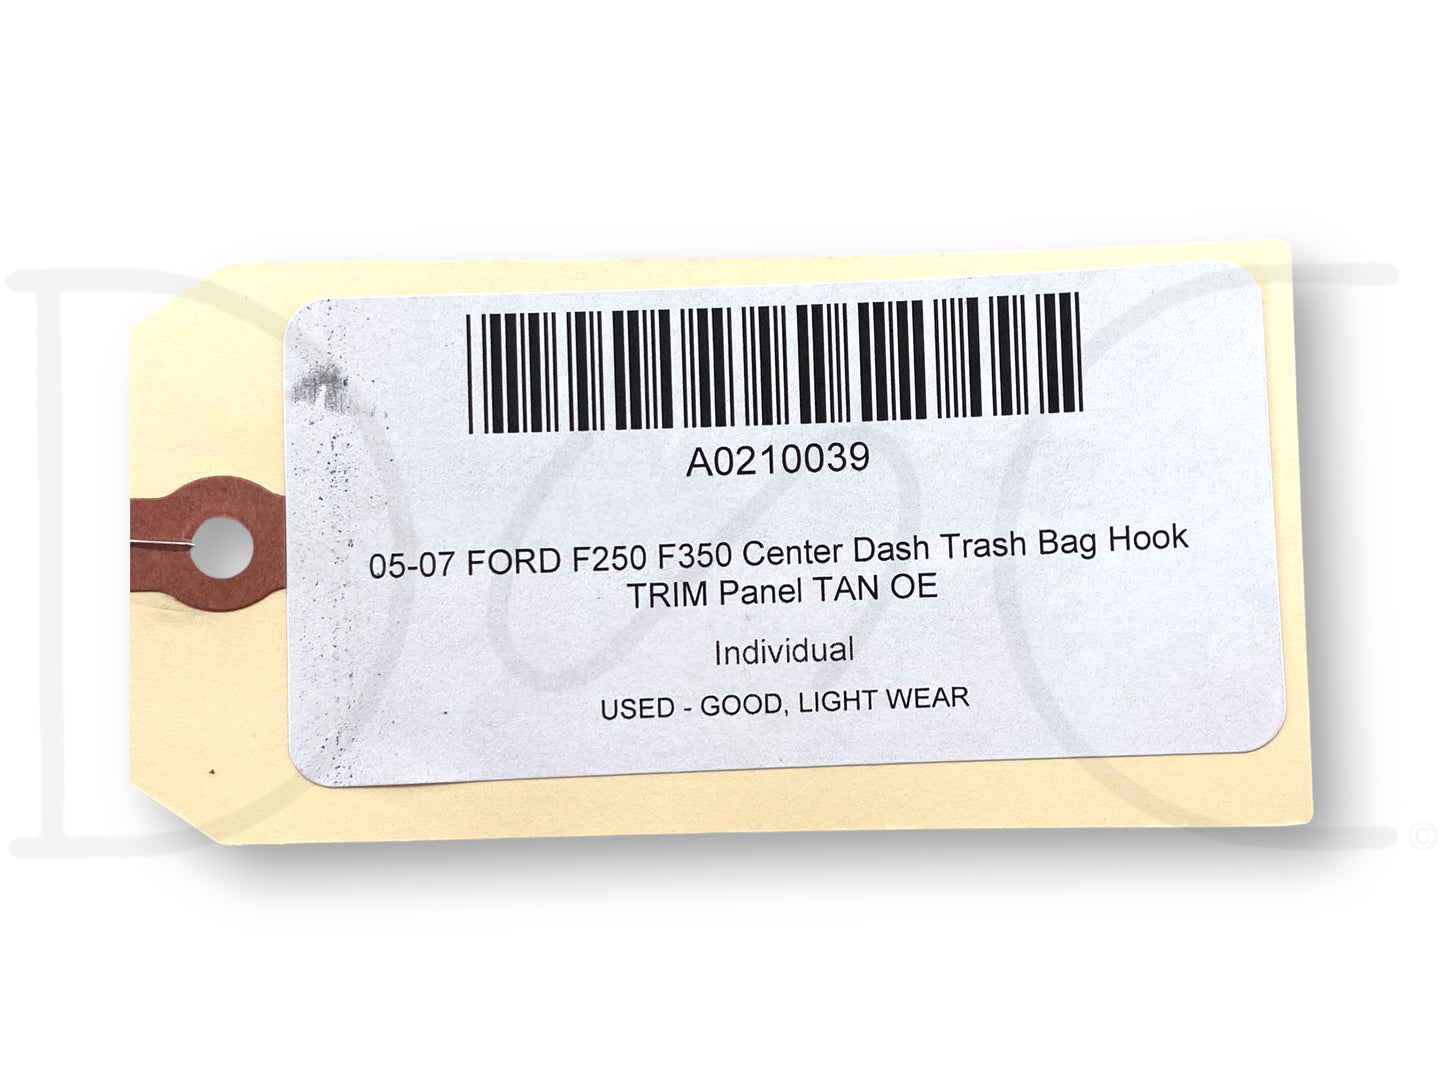 A0210039
05-07 FORD F250 F350 Center Dash Trash Bag Hook
TRIM Panel TAN OE
Individual
USED - GOOD, LIGHT WEAR
©